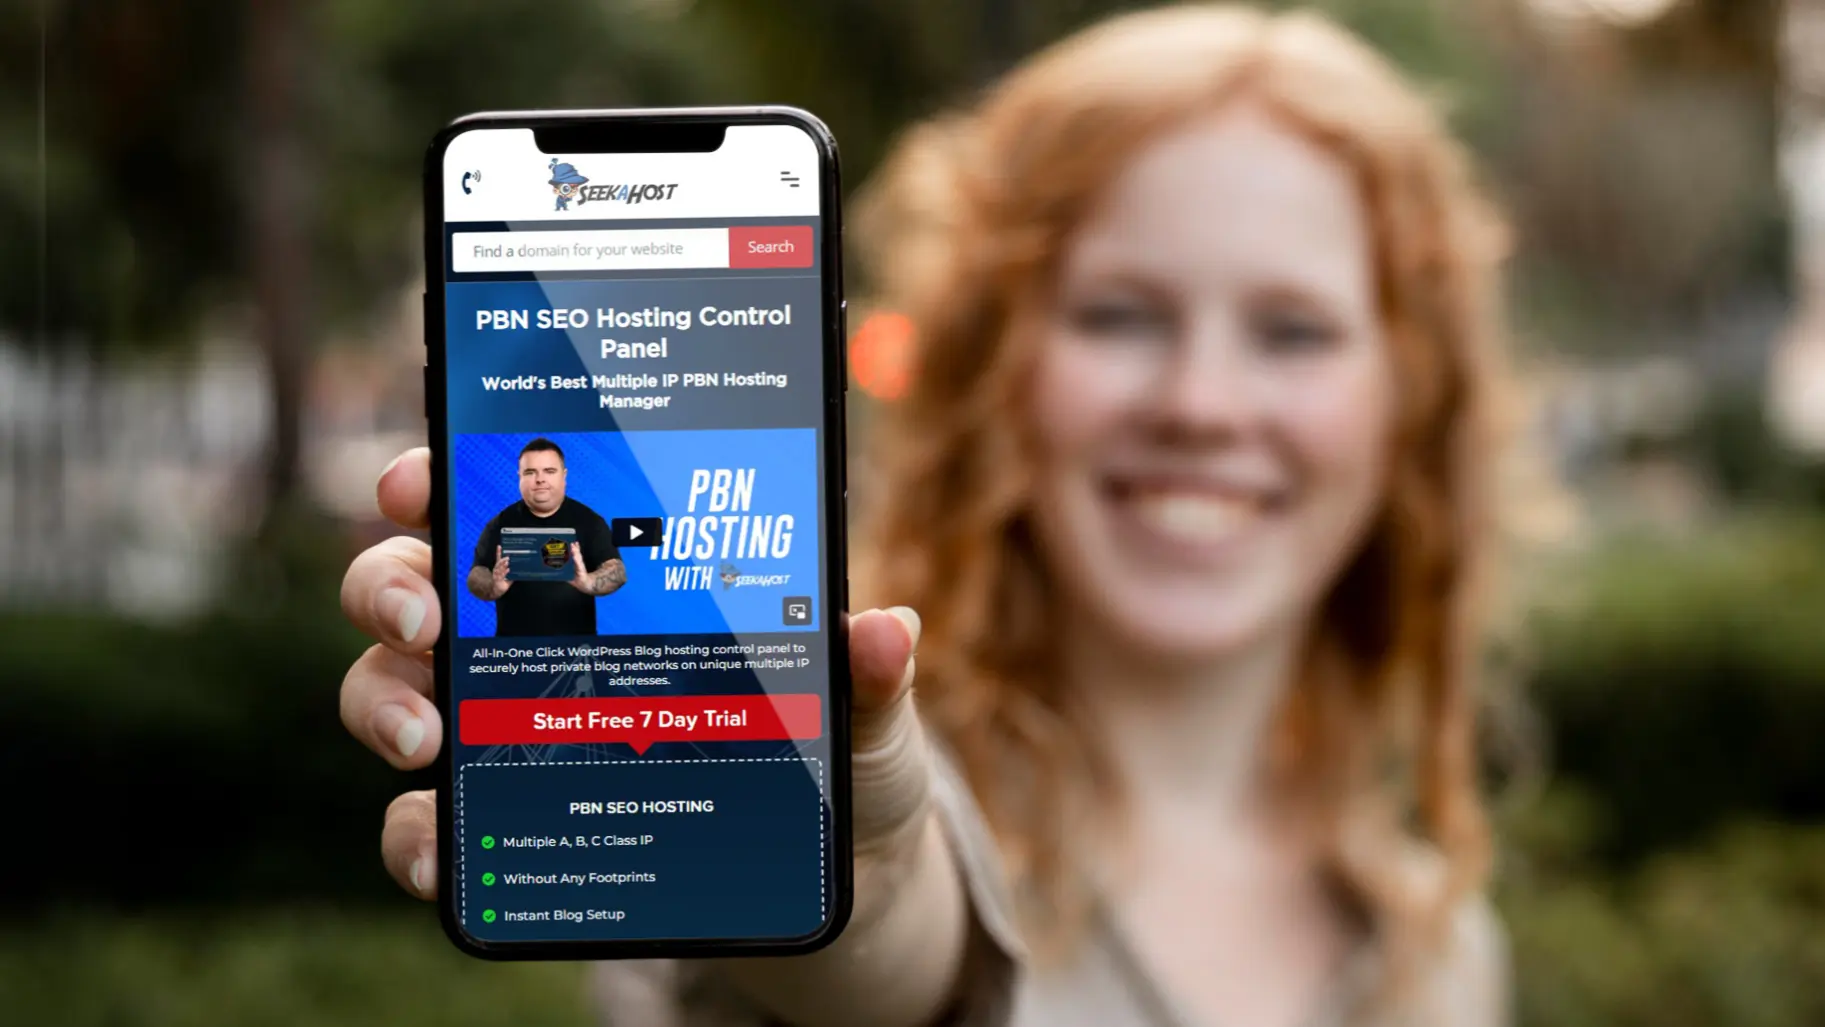 SEEKAHOST
Find a domain for your website
Search
PBN SEO Hosting Control
Panel
World's Best Multiple IP PBN Hosting
Manager
PBN
HOSTING
WITH SEEKAHOST
All-In-One Click WordPress Blog hosting control panel to
securely host private blog networks on unique multiple IP
addresses.
Start Free 7 Day Trial
PBN SEO HOSTING
Multiple A, B, C Class IP
Without Any Footprints
Instant Blog Setup